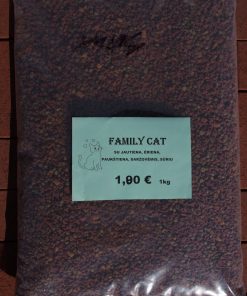 FAMILY CAT
SU JAUTIENA, ĖRIENA,
PAUKŠTIENA, DARŽOVĖMIS, SŪRIU
1,90 € 1kg